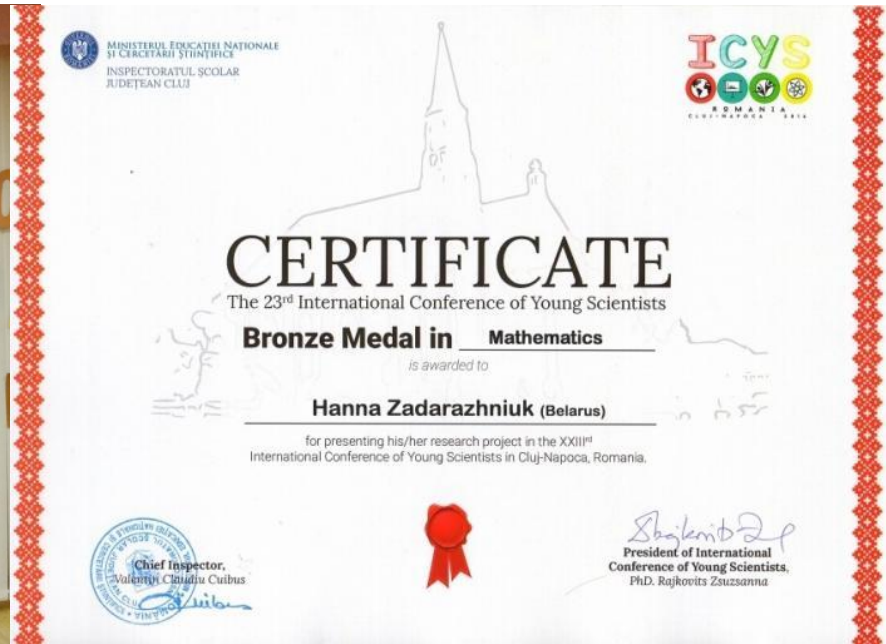 MINISTERUL EDUCAȚIEI NAȚIONALE
ȘI CERCETĂRII ȘTIINȚIFICE
INSPECTORATUL ȘCOLAR
JUDEȚEAN CLUJ
ICYS
ROMANIA
CLUJ-NAPOCA 2016
CERTIFICATE
The 23rd International Conference of Young Scientists
Bronze Medal in Mathematics
is awarded to
Hanna Zadarazhniuk (Belarus)
for presenting his/her research project in the XXIIIrd
International Conference of Young Scientists in Cluj-Napoca, Romania.
Chief Inspector,
Valentin Claudiu Cuibus
President of International
Conference of Young Scientists,
PhD. Rajkovits Zsuzsanna